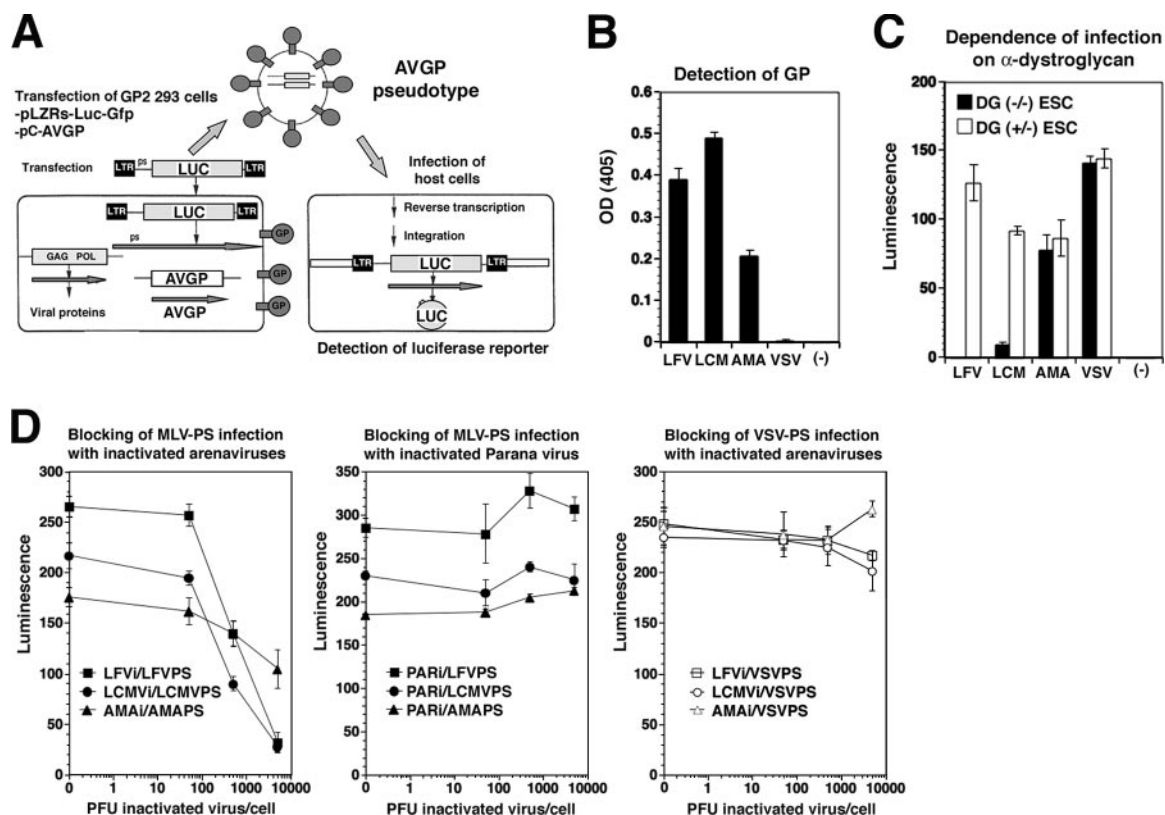 A
AVGP
pseudotype
Transfection of GP2 293 cells
-pLZRs-Luc-Gfp
-pC-AVGP
Transfection
LTR
ps
LUC
LTR
LTR
LUC
LTR
ps
GP
GAG POL
AVGP
GP
Viral proteins
AVGP
GP
Infection of
host cells
Reverse transcription
Integration
LTR
LUC
LTR
LUC
Detection of luciferase reporter
B
Detection of GP
OD (405)
0.6
0.5
0.4
0.3
0.2
0.1
0
LFV LCM AMA VSV (-)
C
Dependence of infection
on α-dystroglycan
DG (-/-) ESC
DG (+/-) ESC
Luminescence
200
150
100
50
0
LFV LCM AMA VSV (-)
D
Blocking of MLV-PS infection
with inactivated arenaviruses
Luminescence
300
250
200
150
100
50
0
LFVi/LFVPS
LCMVi/LCMVPS
AMAi/AMAPS
0 1 10 100 1000 10000
PFU inactivated virus/cell
Blocking of MLV-PS infection
with inactivated Parana virus
Luminescence
350
300
250
200
150
100
50
0
PARi/LFVPS
PARi/LCMVPS
PARi/AMAPS
0 1 10 100 1000 10000
PFU inactivated virus/cell
Blocking of VSV-PS infection
with inactivated arenaviruses
Luminescence
300
250
200
150
100
50
0
LFVi/VSVPS
LCMVi/VSVPS
AMAi/VSVPS
0 1 10 100 1000 10000
PFU inactivated virus/cell